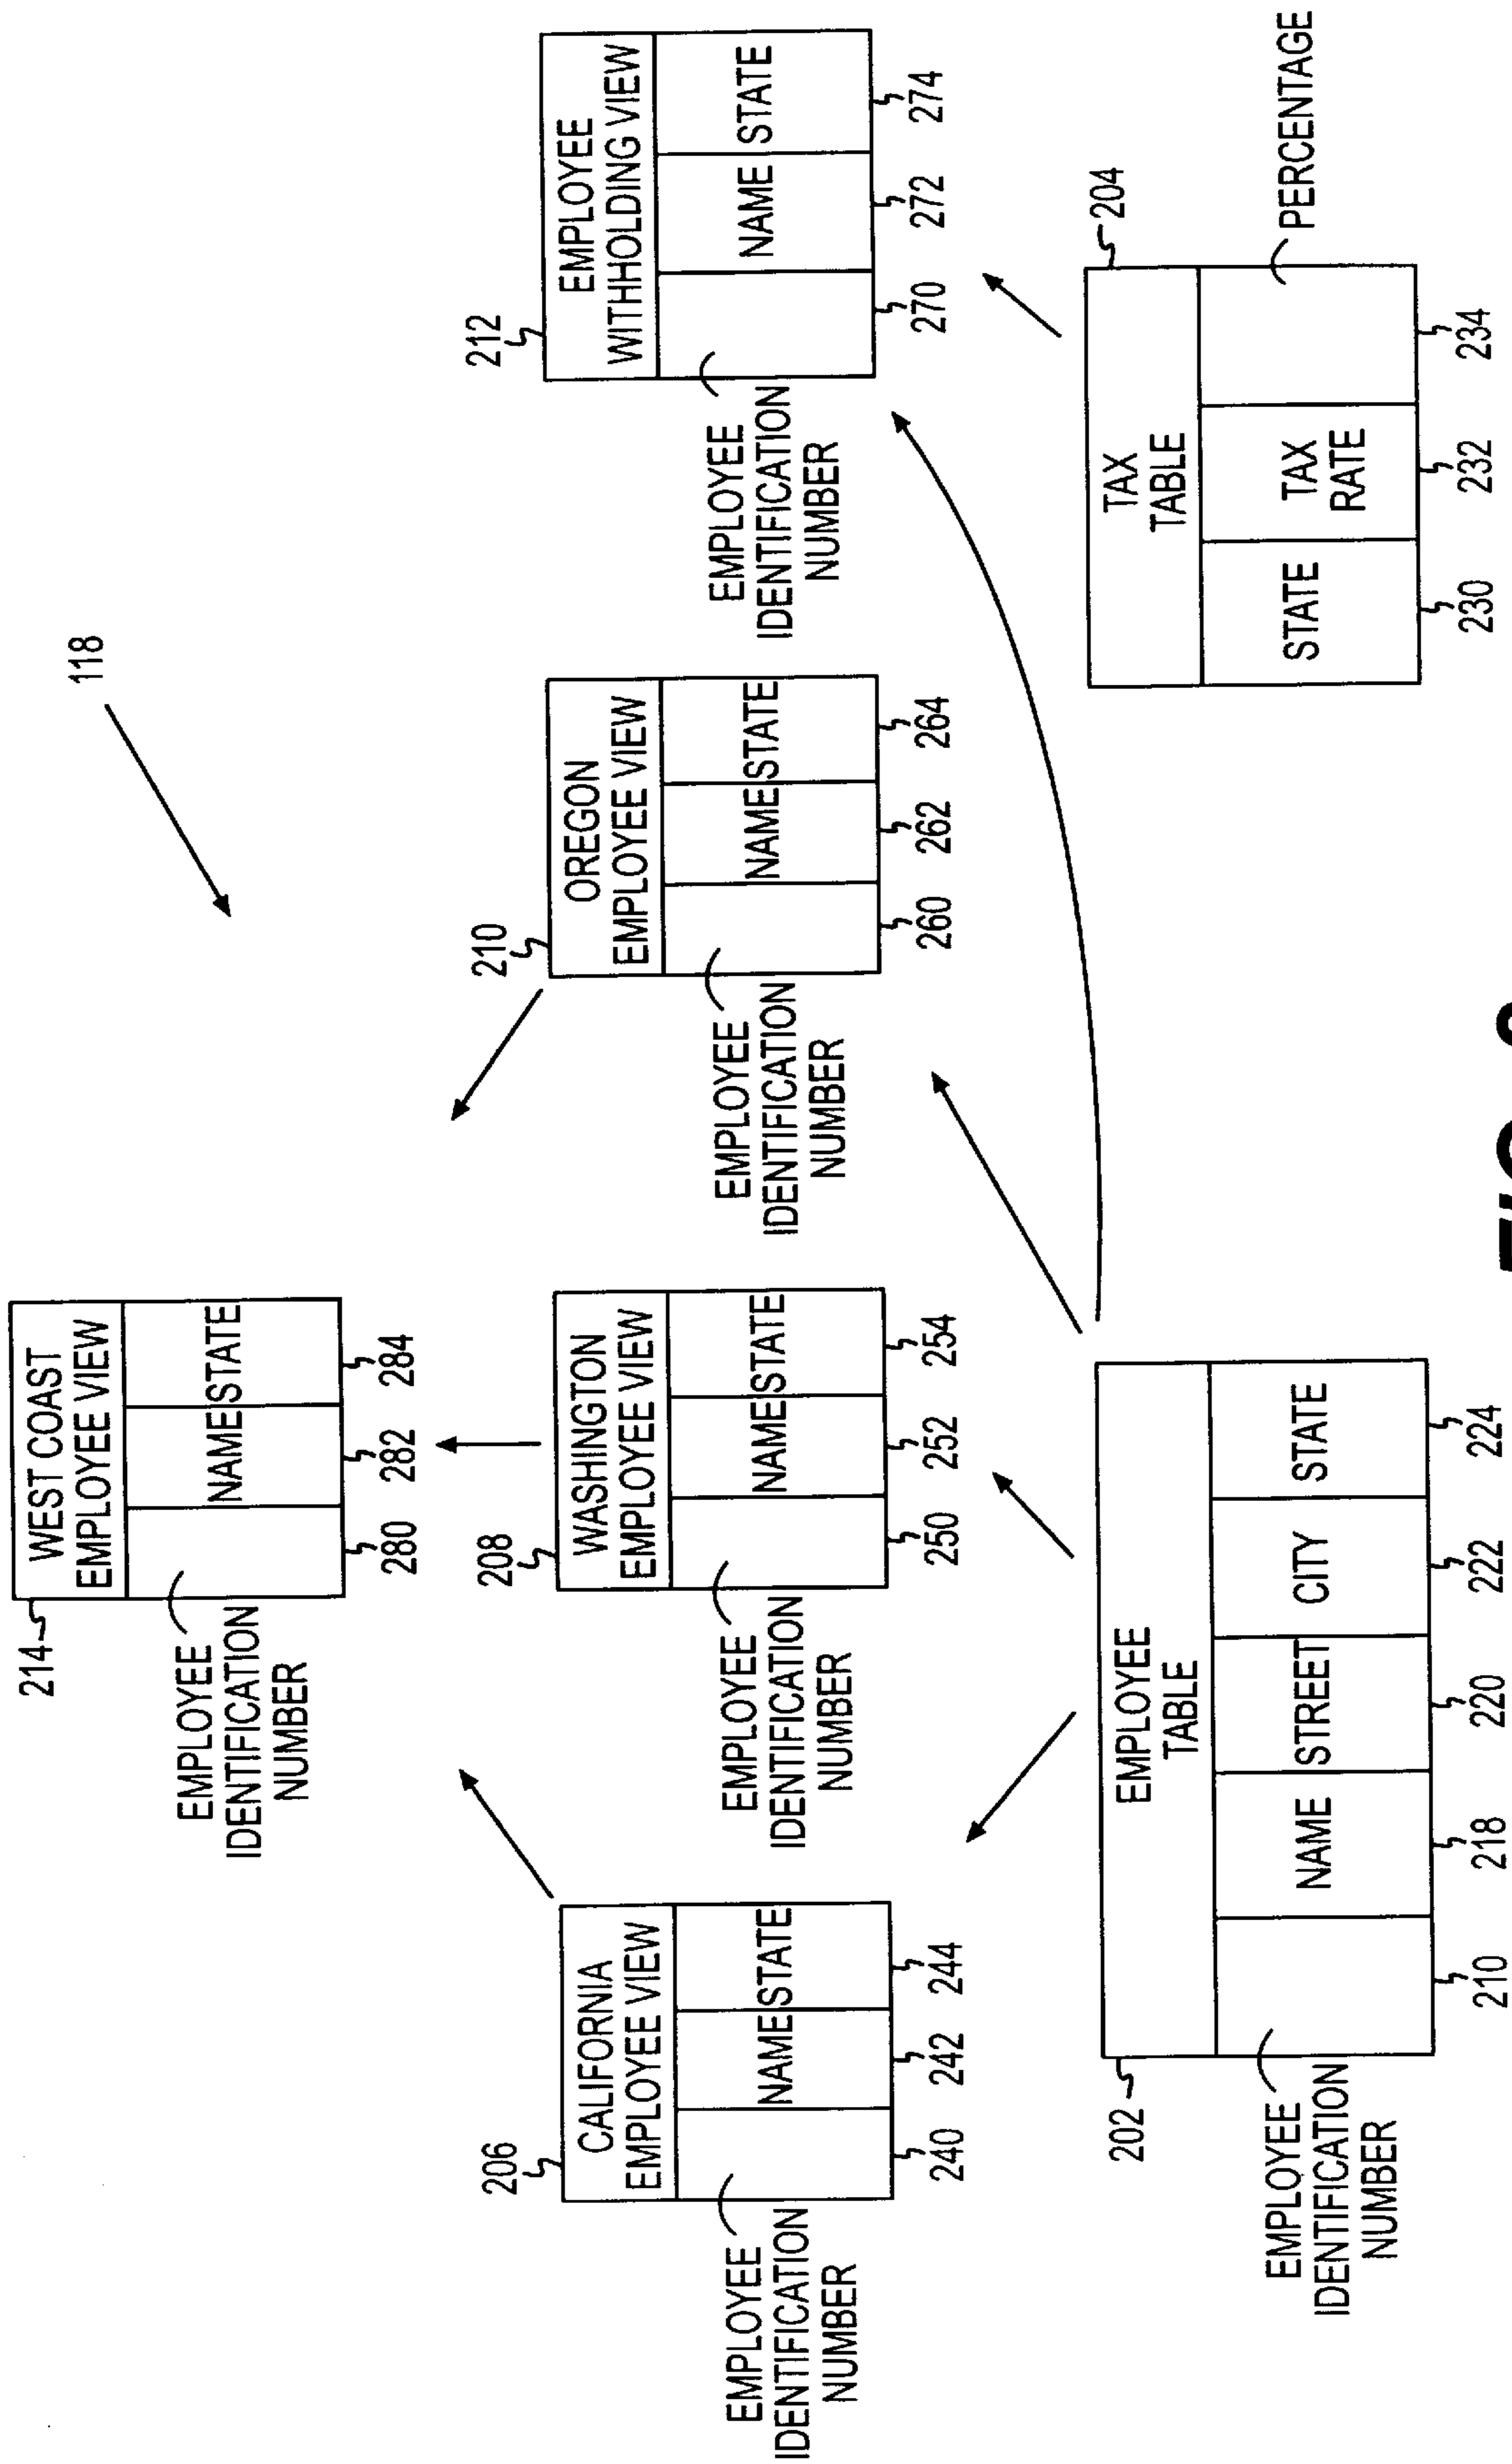 118
214
WEST COAST
EMPLOYEE VIEW
NAME
STATE
EMPLOYEE
IDENTIFICATION
NUMBER
280
282
284
206
CALIFORNIA
EMPLOYEE VIEW
NAME
STATE
EMPLOYEE
IDENTIFICATION
NUMBER
240
242
244
208
WASHINGTON
EMPLOYEE VIEW
NAME
STATE
EMPLOYEE
IDENTIFICATION
NUMBER
250
252
254
210
OREGON
EMPLOYEE VIEW
NAME
STATE
EMPLOYEE
IDENTIFICATION
NUMBER
260
262
264
212
EMPLOYEE
WITHHOLDING VIEW
NAME
STATE
EMPLOYEE
IDENTIFICATION
NUMBER
270
272
274
202
EMPLOYEE
TABLE
NAME
STREET
CITY
STATE
EMPLOYEE
IDENTIFICATION
NUMBER
210
218
220
222
224
204
TAX
TABLE
STATE
TAX
RATE
PERCENTAGE
230
232
234